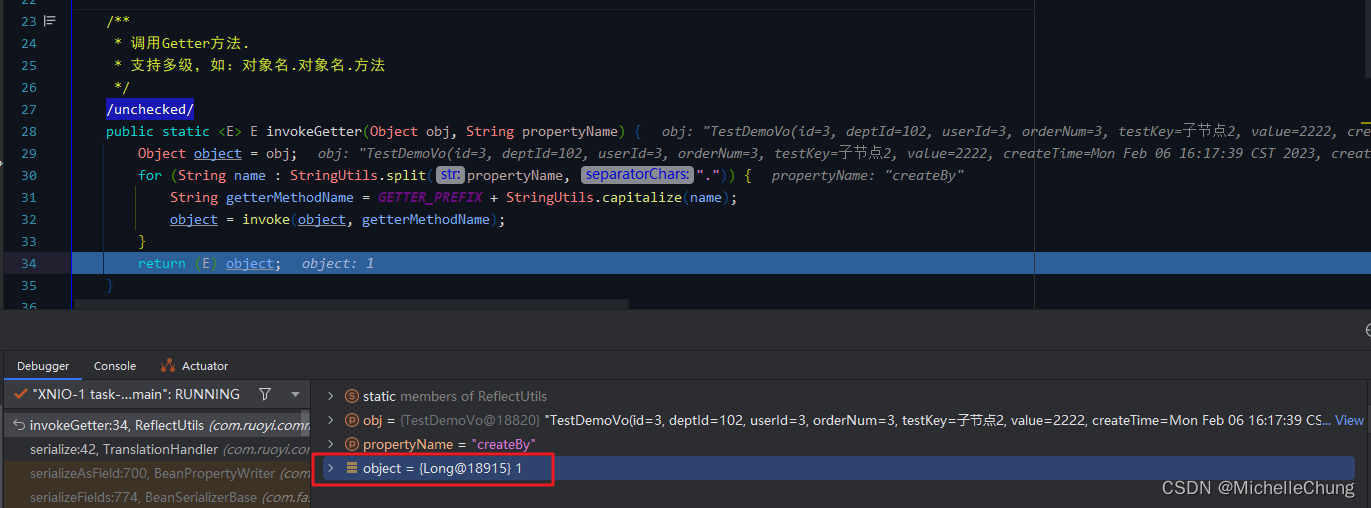 22
23 /**
24 * 调用Getter方法.
25 * 支持多级，如：对象名.对象名.方法
26 */
27 /unchecked/
28 public static <E> E invokeGetter(Object obj, String propertyName) { obj: "TestDemoVo(id=3, deptId=102, userId=3, orderNum=3, testKey=子节点2, value=2222, cre
29 Object object = obj; obj: "TestDemoVo(id=3, deptId=102, userId=3, orderNum=3, testKey=子节点2, value=2222, createTime=Mon Feb 06 16:17:39 CST 2023, creat
30 for (String name : StringUtils.split( str: propertyName, separatorChars: ".")) { propertyName: "createBy"
31 String getterMethodName = GETTER_PREFIX + StringUtils.capitalize(name);
32 object = invoke(object, getterMethodName);
33 }
34 return (E) object; object: 1
35 }
36
Debugger Console Actuator
"XNIO-1 task-...main": RUNNING
static members of ReflectUtils
obj = {TestDemoVo@18820} "TestDemoVo(id=3, deptId=102, userId=3, orderNum=3, testKey=子节点2, value=2222, createTime=Mon Feb 06 16:17:39 CS... View
invokeGetter:34, ReflectUtils (com.ruoyi.comm
propertyName = "createBy"
serialize:42, TranslationHandler (com.ruoyi.com
object = {Long@18915} 1
serializeAsField:700, BeanPropertyWriter (com.
serializeFields:774, BeanSerializerBase (com.fas
CSDN @MichelleChung